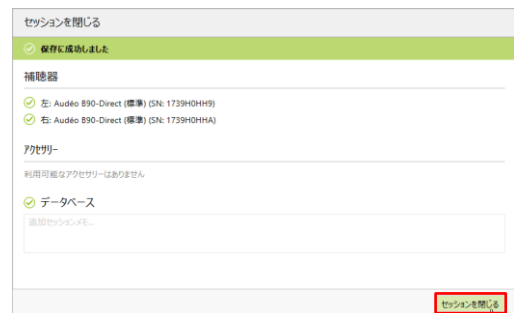 セッションを閉じる
保存に成功しました
補聴器
左: Audéo B90-Direct (標準) (SN: 1739H0HH9)
右: Audéo B90-Direct (標準) (SN: 1739H0HHA)
アクセサリー
利用可能なアクセサリーはありません
データベース
追加セッションメモ...
セッションを閉じる